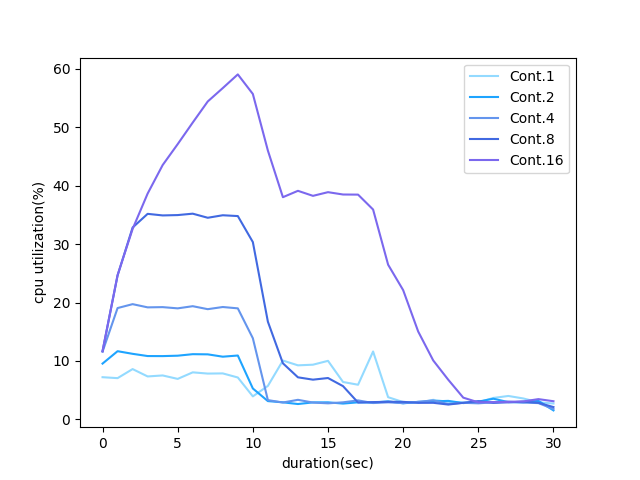 60
50
40
30
20
10
0
cpu utilization(%)
Cont.1
Cont.2
Cont.4
Cont.8
Cont.16
0 5 10 15 20 25 30
duration(sec)